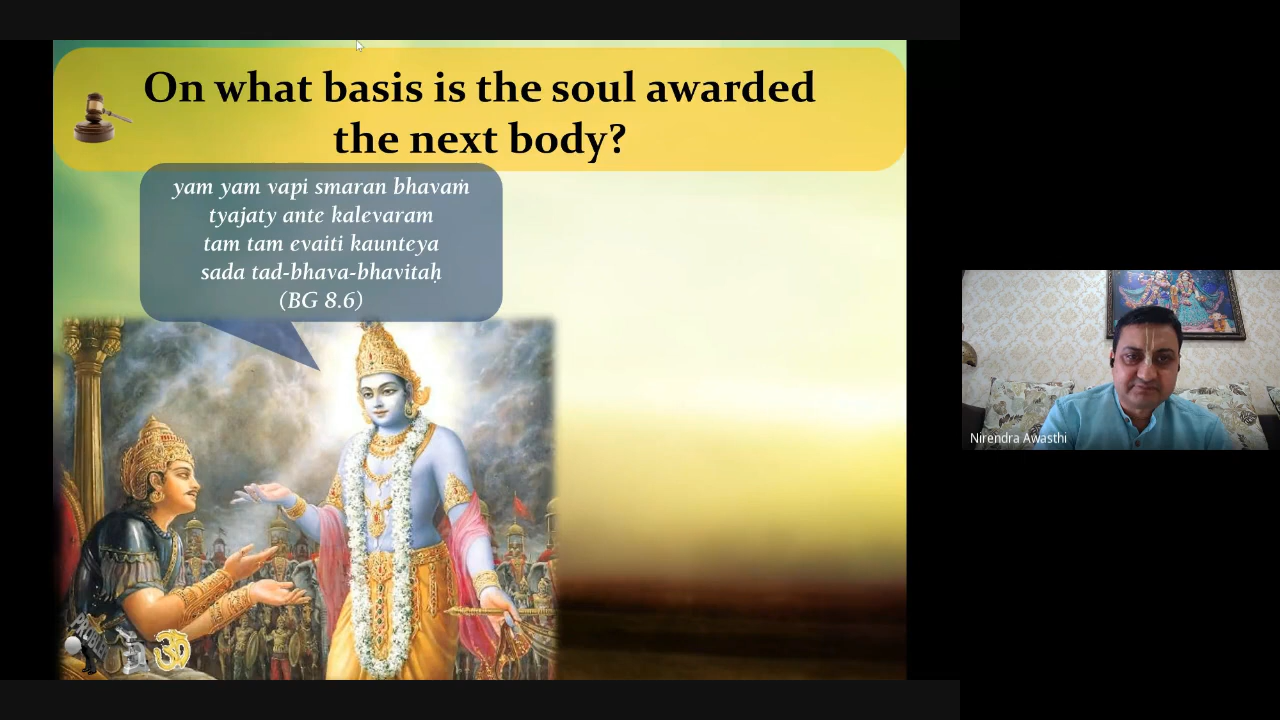 On what basis is the soul awarded
the next body?
yam yam vapi smaran bhavaṁ
tyajaty ante kalevaram
tam tam evaiti kaunteya
sada tad-bhava-bhavitaḥ
(BG 8.6)
Nirendra Awasthi